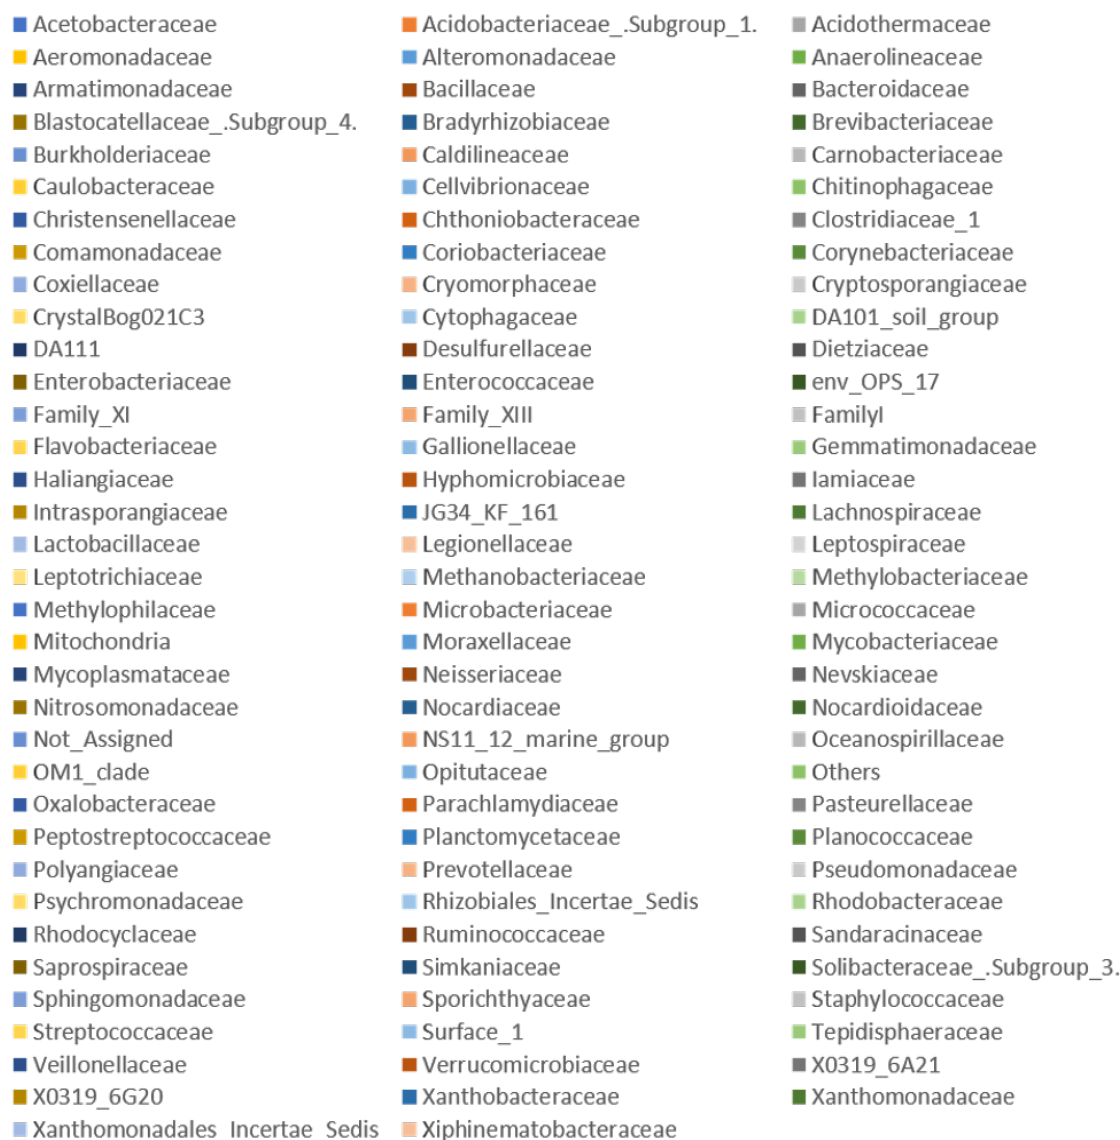 Acetobacteraceae Acidobacteriaceae_.Subgroup_1. Acidothermaceae
Aeromonadaceae Alteromonadaceae Anaerolineaceae
Armatimonadaceae Bacillaceae Bacteroidaceae
Blastocatellaceae_.Subgroup_4. Bradyrhizobiaceae Brevibacteriaceae
Burkholderiaceae Caldilineaceae Carnobacteriaceae
Caulobacteraceae Cellvibrionaceae Chitinophagaceae
Christensenellaceae Chthoniobacteraceae Clostridiaceae_1
Comamonadaceae Coriobacteriaceae Corynebacteriaceae
Coxiellaceae Cryomorphaceae Cryptosporangiaceae
CrystalBog021C3 Cytophagaceae DA101_soil_group
DA111 Desulfurellaceae Dietziaceae
Enterobacteriaceae Enterococcaceae env_OPS_17
Family_XI Family_XIII FamilyI
Flavobacteriaceae Gallionellaceae Gemmatimonadaceae
Haliangiaceae Hyphomicrobiaceae Iamiaceae
Intrasporangiaceae JG34_KF_161 Lachnospiraceae
Lactobacillaceae Legionellaceae Leptospiraceae
Leptotrichiaceae Methanobacteriaceae Methylobacteriaceae
Methylophilaceae Microbacteriaceae Micrococcaceae
Mitochondria Moraxellaceae Mycobacteriaceae
Mycoplasmataceae Neisseriaceae Nevskiaceae
Nitrosomonadaceae Nocardiaceae Nocardioidaceae
Not_Assigned NS11_12_marine_group Oceanospirillaceae
OM1_clade Opitutaceae Others
Oxalobacteraceae Parachlamydiaceae Pasteurellaceae
Peptostreptococcaceae Planctomycetaceae Planococcaceae
Polyangiaceae Prevotellaceae Pseudomonadaceae
Psychromonadaceae Rhizobiales_Incertae_Sedis Rhodobacteraceae
Rhodocyclaceae Ruminococcaceae Sandaracinaceae
Saprospiraceae Simkaniaceae Solibacteraceae_.Subgroup_3.
Sphingomonadaceae Sporichthyaceae Staphylococcaceae
Streptococcaceae Surface_1 Tepidisphaeraceae
Veillonellaceae Verrucomicrobiaceae X0319_6A21
X0319_6G20 Xanthobacteraceae Xanthomonadaceae
Xanthomonadales_Incertae_Sedis Xiphinematobacteraceae